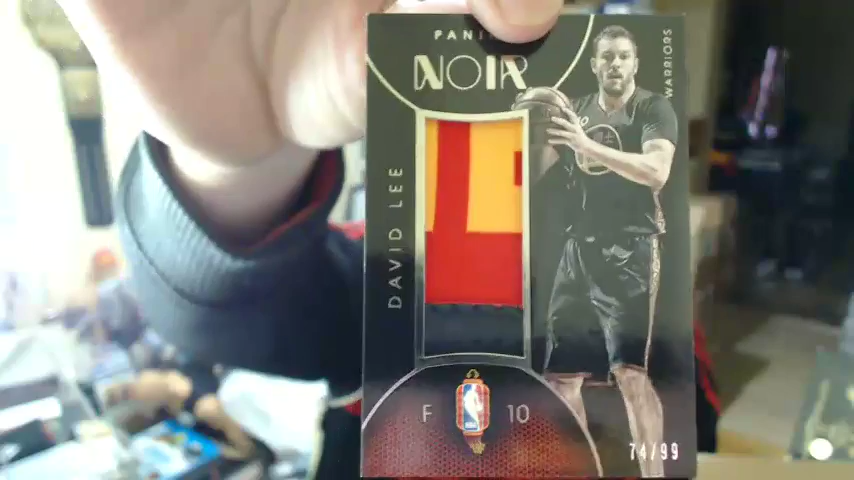 PANINI
NOIR
WARRIORS
DAVID LEE
F 10
74/99